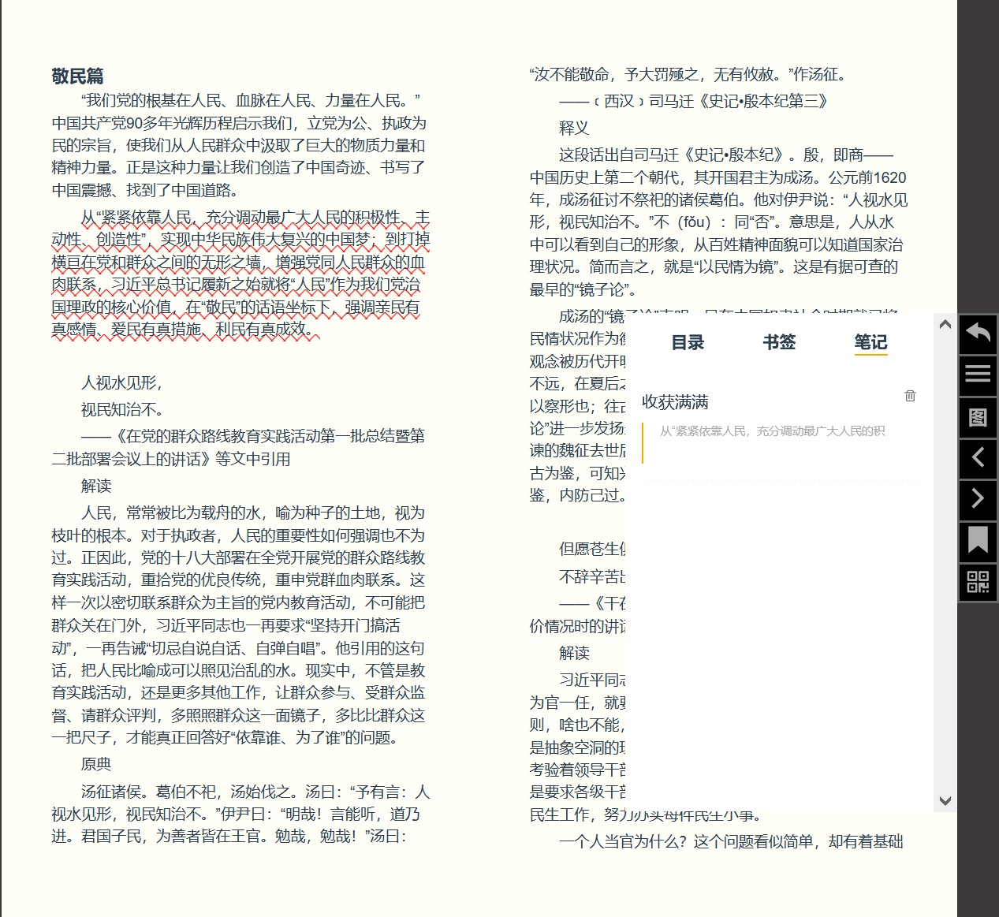 敬民篇
“我们党的根基在人民、血脉在人民、力量在人民。”
中国共产党90多年光辉历程启示我们，立党为公、执政为
民的宗旨，使我们从人民群众中汲取了巨大的物质力量和
精神力量。正是这种力量让我们创造了中国奇迹、书写了
中国震撼、找到了中国道路。
从“紧紧依靠人民，充分调动最广大人民的积极性、主
动性、创造性”，实现中华民族伟大复兴的中国梦；到打掉
横亘在党和群众之间的无形之墙，增强党同人民群众的血
肉联系，习近平总书记履新之始就将“人民”作为我们党治
国理政的核心价值，在“敬民”的话语坐标下，强调亲民有
真感情、爱民有真措施、利民有真成效。
人视水见形，
视民知治不。
——《在党的群众路线教育实践活动第一批总结暨第
二批部署会议上的讲话》等文中引用
解读
人民，常常被比为载舟的水，喻为种子的土地，视为
枝叶的根本。对于执政者，人民的重要性如何强调也不为
过。正因此，党的十八大部署在全党开展党的群众路线教
育实践活动，重拾党的优良传统，重申党群血肉联系。这
样一次以密切联系群众为主旨的党内教育活动，不可能把
群众关在门外，习近平同志也一再要求“坚持开门搞活
动”，一再告诫“切忌自说自话、自弹自唱”。他引用的这句
话，把人民比喻成可以照见治乱的水。现实中，不管是教
育实践活动，还是更多其他工作，让群众参与、受群众监
督、请群众评判，多照照群众这一面镜子，多比比群众这
一把尺子，才能真正回答好“依靠谁、为了谁”的问题。
原典
汤征诸侯。葛伯不祀，汤始伐之。汤曰：“予有言：人
视水见形，视民知治不。”伊尹曰：“明哉！言能听，道乃
进。君国子民，为善者皆在王官。勉哉，勉哉！”汤曰：
“汝不能敬命，予大罚殛之，无有攸赦。”作汤征。
——﹝西汉﹞司马迁《史记•殷本纪第三》
释义
这段话出自司马迁《史记•殷本纪》。殷，即商——
中国历史上第二个朝代，其开国君主为成汤。公元前1620
年，成汤征讨不祭祀的诸侯葛伯。他对伊尹说：“人视水见
形，视民知治不。”不（fǒu）：同“否”。意思是，人从水
中可以看到自己的形象，从百姓精神面貌可以知道国家治
理状况。简而言之，就是“以民情为镜”。这是有据可查的
最早的“镜子论”。
成汤的“镜子论”表明，早在中国奴隶社会时期就已将
民情状况作为衡
观念被历代开明
不远，在夏后之
以察形也；往古
论”进一步发扬
谏的魏征去世后
古为鉴，可知兴
鉴，内防己过。
但愿苍生俱
不辞辛苦出
——《干在
价情况时的讲话
解读
习近平同志
为官一任，就要
则，啥也不能，
是抽象空洞的理
考验着领导干部
是要求各级干部
民生工作，努力办实每件民生小事。
一个人当官为什么？这个问题看似简单，却有着基础
目录
书签
笔记
收获满满
从“紧紧依靠人民，充分调动最广大人民的积
图